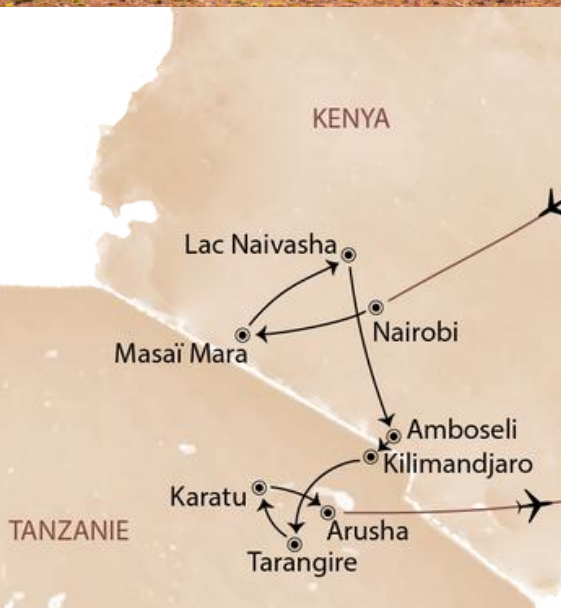 KENYA
Lac Naivasha
Nairobi
Masaï Mara
Amboseli
Kilimandjaro
Karatu
Arusha
TANZANIE
Tarangire